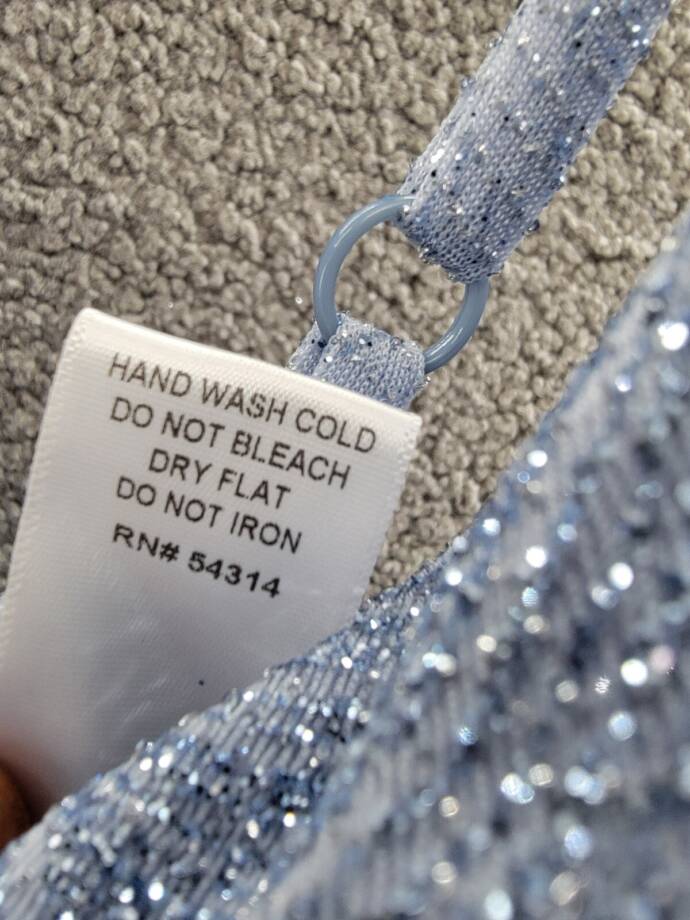 HAND WASH COLD
DO NOT BLEACH
DRY FLAT
DO NOT IRON
RN# 54314